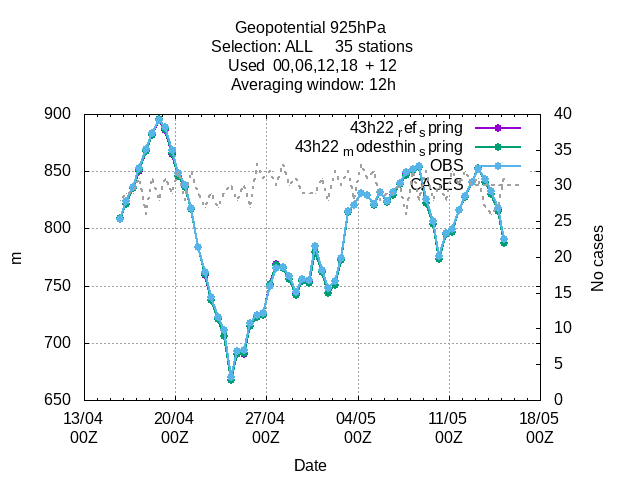 Geopotential 925hPa
Selection: ALL     35 stations
Used  00,06,12,18  + 12
Averaging window: 12h
43h22 ref spring
43h22 modesthin spring
OBS
CASES
900
850
800
750
700
650
m
40
35
30
25
20
15
10
5
0
No cases
13/04 20/04 27/04 04/05 11/05 18/05
00Z 00Z 00Z 00Z 00Z 00Z
Date